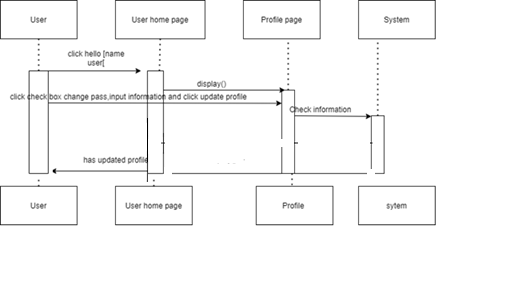 User
User home page
Profile page
System
click hello [name
user[
display()
click check box change pass,input information and click update profile
Check information
has updated profile
User
User home page
Profile
sytem